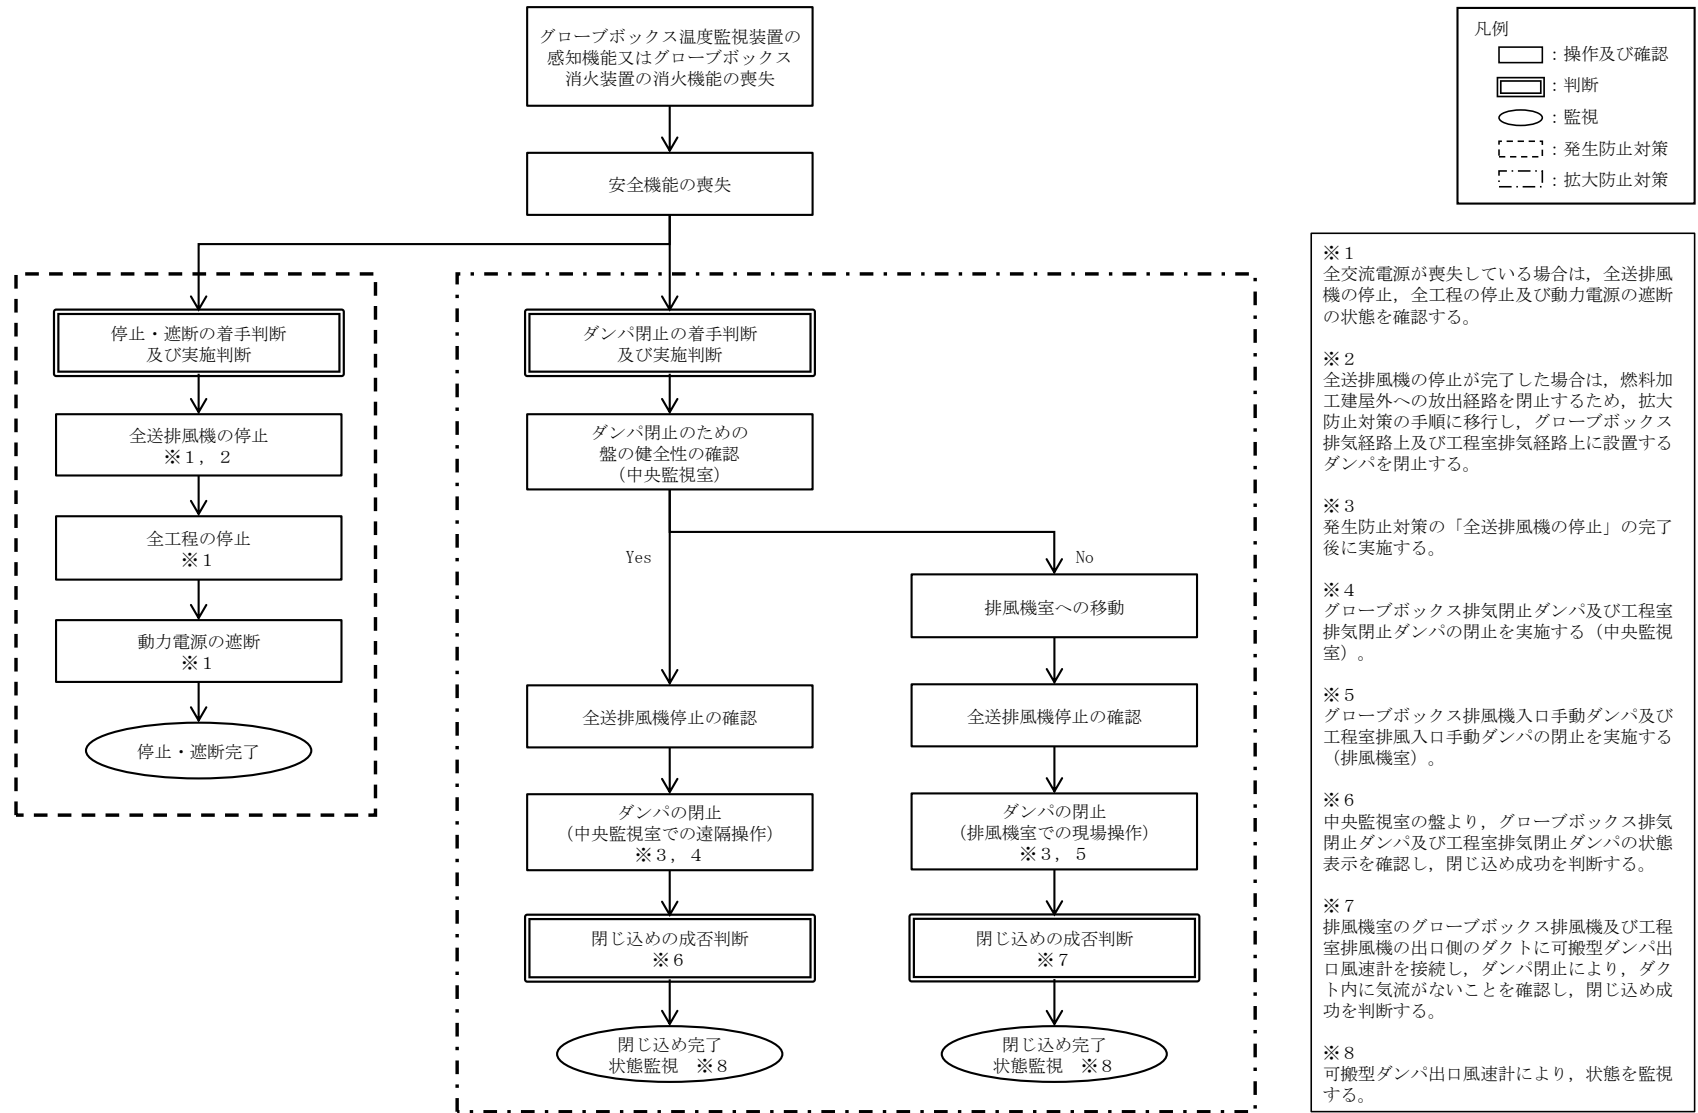 グローブボックス温度監視装置の
感知機能又はグローブボックス
消火装置の消火機能の喪失
安全機能の喪失
停止・遮断の着手判断
及び実施判断
全送排風機の停止
※１，２
全工程の停止
※１
動力電源の遮断
※１
停止・遮断完了
ダンパ閉止の着手判断
及び実施判断
ダンパ閉止のための
盤の健全性の確認
（中央監視室）
Yes
No
排風機室への移動
全送排風機停止の確認
全送排風機停止の確認
ダンパの閉止
（中央監視室での遠隔操作）
※３，４
ダンパの閉止
（排風機室での現場操作）
※３，５
閉じ込めの成否判断
※６
閉じ込めの成否判断
※７
閉じ込め完了
状態監視　※８
閉じ込め完了
状態監視　※８
凡例
：操作及び確認
：判断
：監視
：発生防止対策
：拡大防止対策
※１
全交流電源が喪失している場合は，全送排風
機の停止，全工程の停止及び動力電源の遮断
の状態を確認する。
※２
全送排風機の停止が完了した場合は，燃料加
工建屋外への放出経路を閉止するため，拡大
防止対策の手順に移行し，グローブボックス
排気経路上及び工程室排気経路上に設置する
ダンパを閉止する。
※３
発生防止対策の「全送排風機の停止」の完了
後に実施する。
※４
グローブボックス排気閉止ダンパ及び工程室
排気閉止ダンパの閉止を実施する（中央監視
室）。
※５
グローブボックス排風機入口手動ダンパ及び
工程室排風入口手動ダンパの閉止を実施する
（排風機室）。
※６
中央監視室の盤より，グローブボックス排気
閉止ダンパ及び工程室排気閉止ダンパの状態
表示を確認し，閉じ込め成功を判断する。
※７
排風機室のグローブボックス排風機及び工程
室排風機の出口側のダクトに可搬型ダンパ出
口風速計を接続し，ダンパ閉止により，ダク
ト内に気流がないことを確認し，閉じ込め成
功を判断する。
※８
可搬型ダンパ出口風速計により，状態を監視
する。